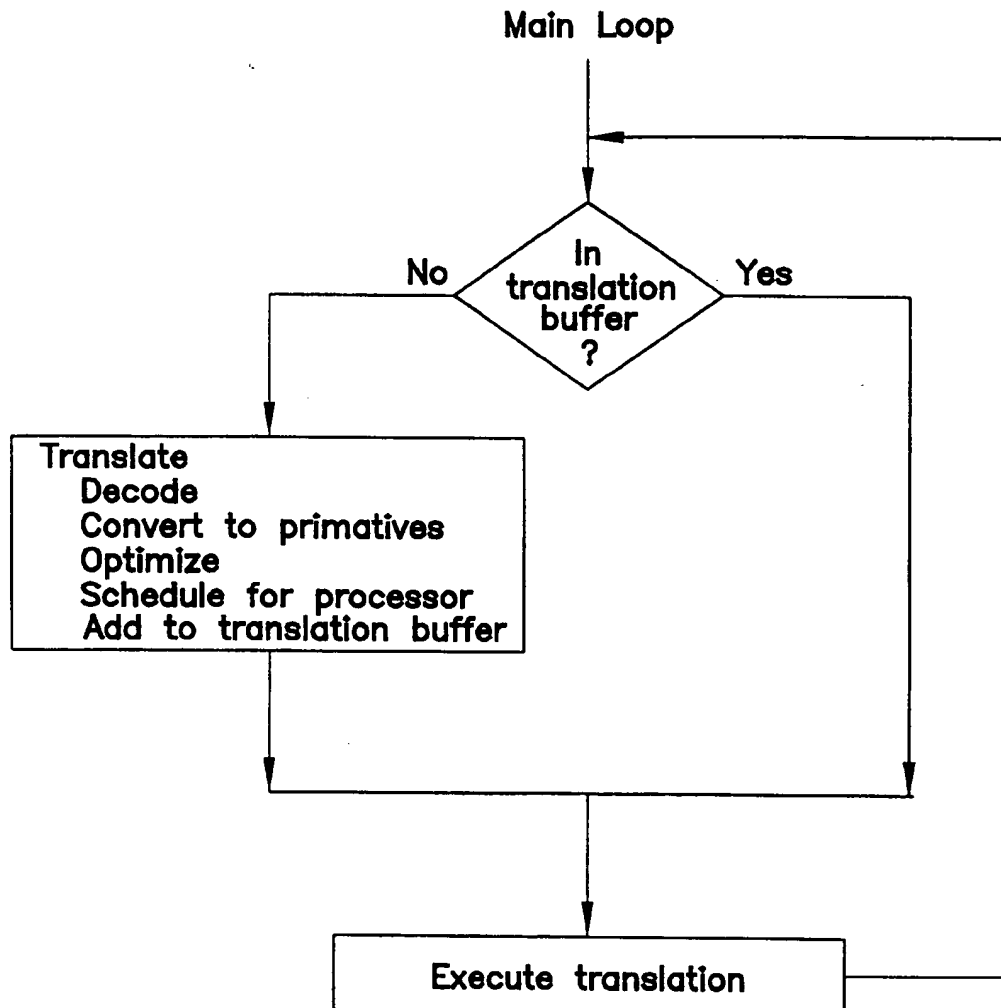 Main Loop
In
translation
buffer
?
No
Yes
Translate
Decode
Convert to primatives
Optimize
Schedule for processor
Add to translation buffer
Execute translation